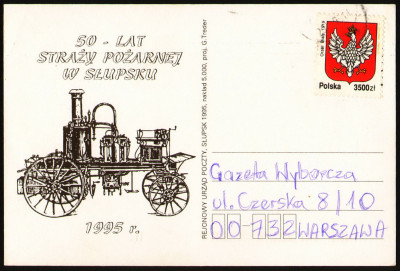 50 - LAT
STRAŻY POŻARNEJ
W SŁUPSKU
1995 r.
REJONOWY URZĄD POCZTY, SŁUPSK 1995, nakład 5.000, proj. G. Treder
Polska 3500zł
Gazeta Wyborcza
ul. Czerska 8/10
00-732 WARSZAWA